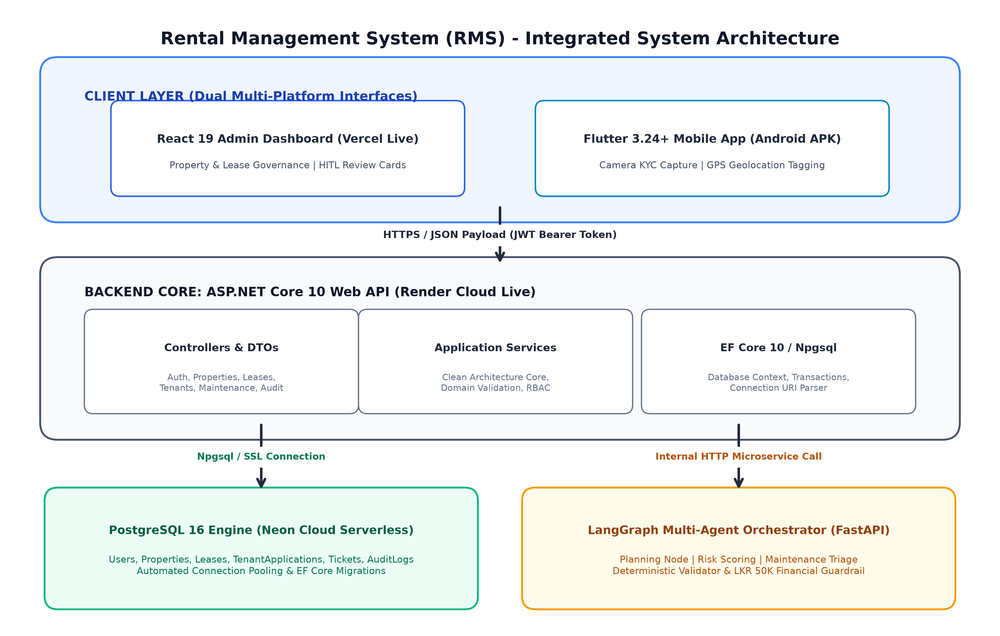 Rental Management System (RMS) - Integrated System Architecture
CLIENT LAYER (Dual Multi-Platform Interfaces)
React 19 Admin Dashboard (Vercel Live)
Property & Lease Governance | HITL Review Cards
Flutter 3.24+ Mobile App (Android APK)
Camera KYC Capture | GPS Geolocation Tagging
HTTPS / JSON Payload (JWT Bearer Token)
BACKEND CORE: ASP.NET Core 10 Web API (Render Cloud Live)
Controllers & DTOs
Auth, Properties, Leases,
Tenants, Maintenance, Audit
Application Services
Clean Architecture Core,
Domain Validation, RBAC
EF Core 10 / Npgsql
Database Context, Transactions,
Connection URI Parser
Npgsql / SSL Connection
Internal HTTP Microservice Call
PostgreSQL 16 Engine (Neon Cloud Serverless)
Users, Properties, Leases, TenantApplications, Tickets, AuditLogs
Automated Connection Pooling & EF Core Migrations
LangGraph Multi-Agent Orchestrator (FastAPI)
Planning Node | Risk Scoring | Maintenance Triage
Deterministic Validator & LKR 50K Financial Guardrail